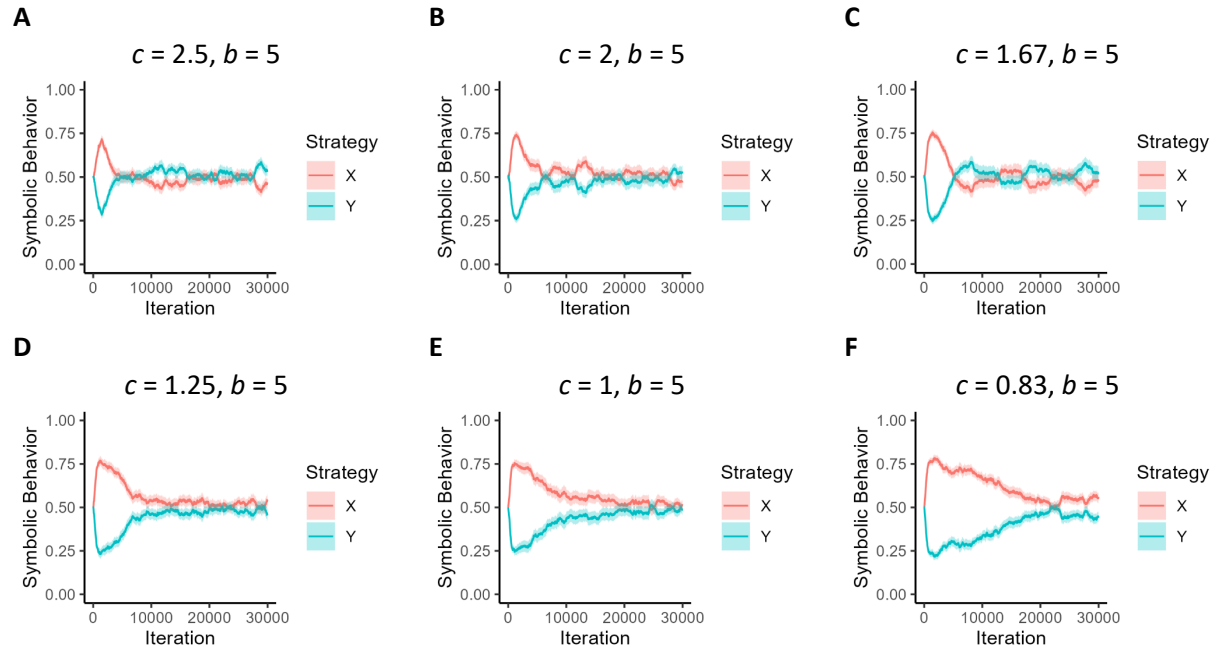 A
c = 2.5, b = 5
Symbolic Behavior
1.00
0.75
0.50
0.25
0.00
0 10000 20000 30000
Iteration
Strategy
X
Y
B
c = 2, b = 5
Symbolic Behavior
1.00
0.75
0.50
0.25
0.00
0 10000 20000 30000
Iteration
Strategy
X
Y
C
c = 1.67, b = 5
Symbolic Behavior
1.00
0.75
0.50
0.25
0.00
0 10000 20000 30000
Iteration
Strategy
X
Y
D
c = 1.25, b = 5
Symbolic Behavior
1.00
0.75
0.50
0.25
0.00
0 10000 20000 30000
Iteration
Strategy
X
Y
E
c = 1, b = 5
Symbolic Behavior
1.00
0.75
0.50
0.25
0.00
0 10000 20000 30000
Iteration
Strategy
X
Y
F
c = 0.83, b = 5
Symbolic Behavior
1.00
0.75
0.50
0.25
0.00
0 10000 20000 30000
Iteration
Strategy
X
Y